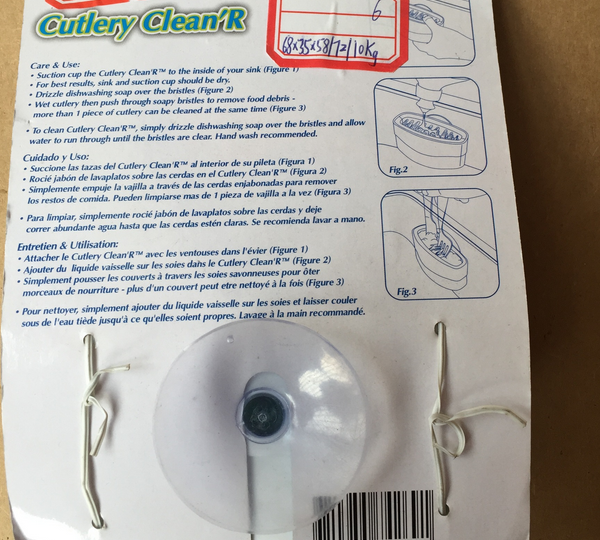 Cutlery Clean'R
6
68x35x58/12/10Kg
Care & Use:
• Suction cup the Cutlery Clean'R™ to the inside of your sink (Figure 1)
• For best results, sink and suction cup should be dry.
• Drizzle dishwashing soap over the bristles (Figure 2)
• Wet cutlery then push through soapy bristles to remove food debris -
more than 1 piece of cutlery can be cleaned at the same time (Figure 3)
• To clean Cutlery Clean'R™, simply drizzle dishwashing soap over the bristles and allow
water to run through until the bristles are clear. Hand wash recommended.
Cuidado y Uso:
• Succione las tazas del Cutlery Clean'R™ al interior de su pileta (Figura 1)
• Rocié jabón de lavaplatos sobre las cerdas en el Cutlery Clean'R™ (Figura 2)
• Simplemente empuje la vajilla a través de las cerdas enjabonadas para remover
los restos de comida. Pueden limpiarse mas de 1 pieza de vajilla a la vez (Figura 3)
• Para limpiar, simplemente rocié jabón de lavaplatos sobre las cerdas y deje
correr abundante agua hasta que las cerdas estén claras. Se recomienda lavar a mano.
Entretien & Utilisation:
• Attacher le Cutlery Clean'R™ avec les ventouses dans l'évier (Figure 1)
• Ajouter du liquide vaisselle sur les soies dans le Cutlery Clean'R™ (Figure 2)
• Simplement pousser les couverts à travers les soies savonneuses pour ôter
morceaux de nourriture - plus d'un couvert peut etre nettoyé à la fois (Figure 3)
• Pour nettoyer, simplement ajouter du liquide vaisselle sur les soies et laisser couler
sous de l'eau tiède jusqu'à ce qu'elles soient propres. Lavage à la main recommandé.
Fig.2
Fig.3